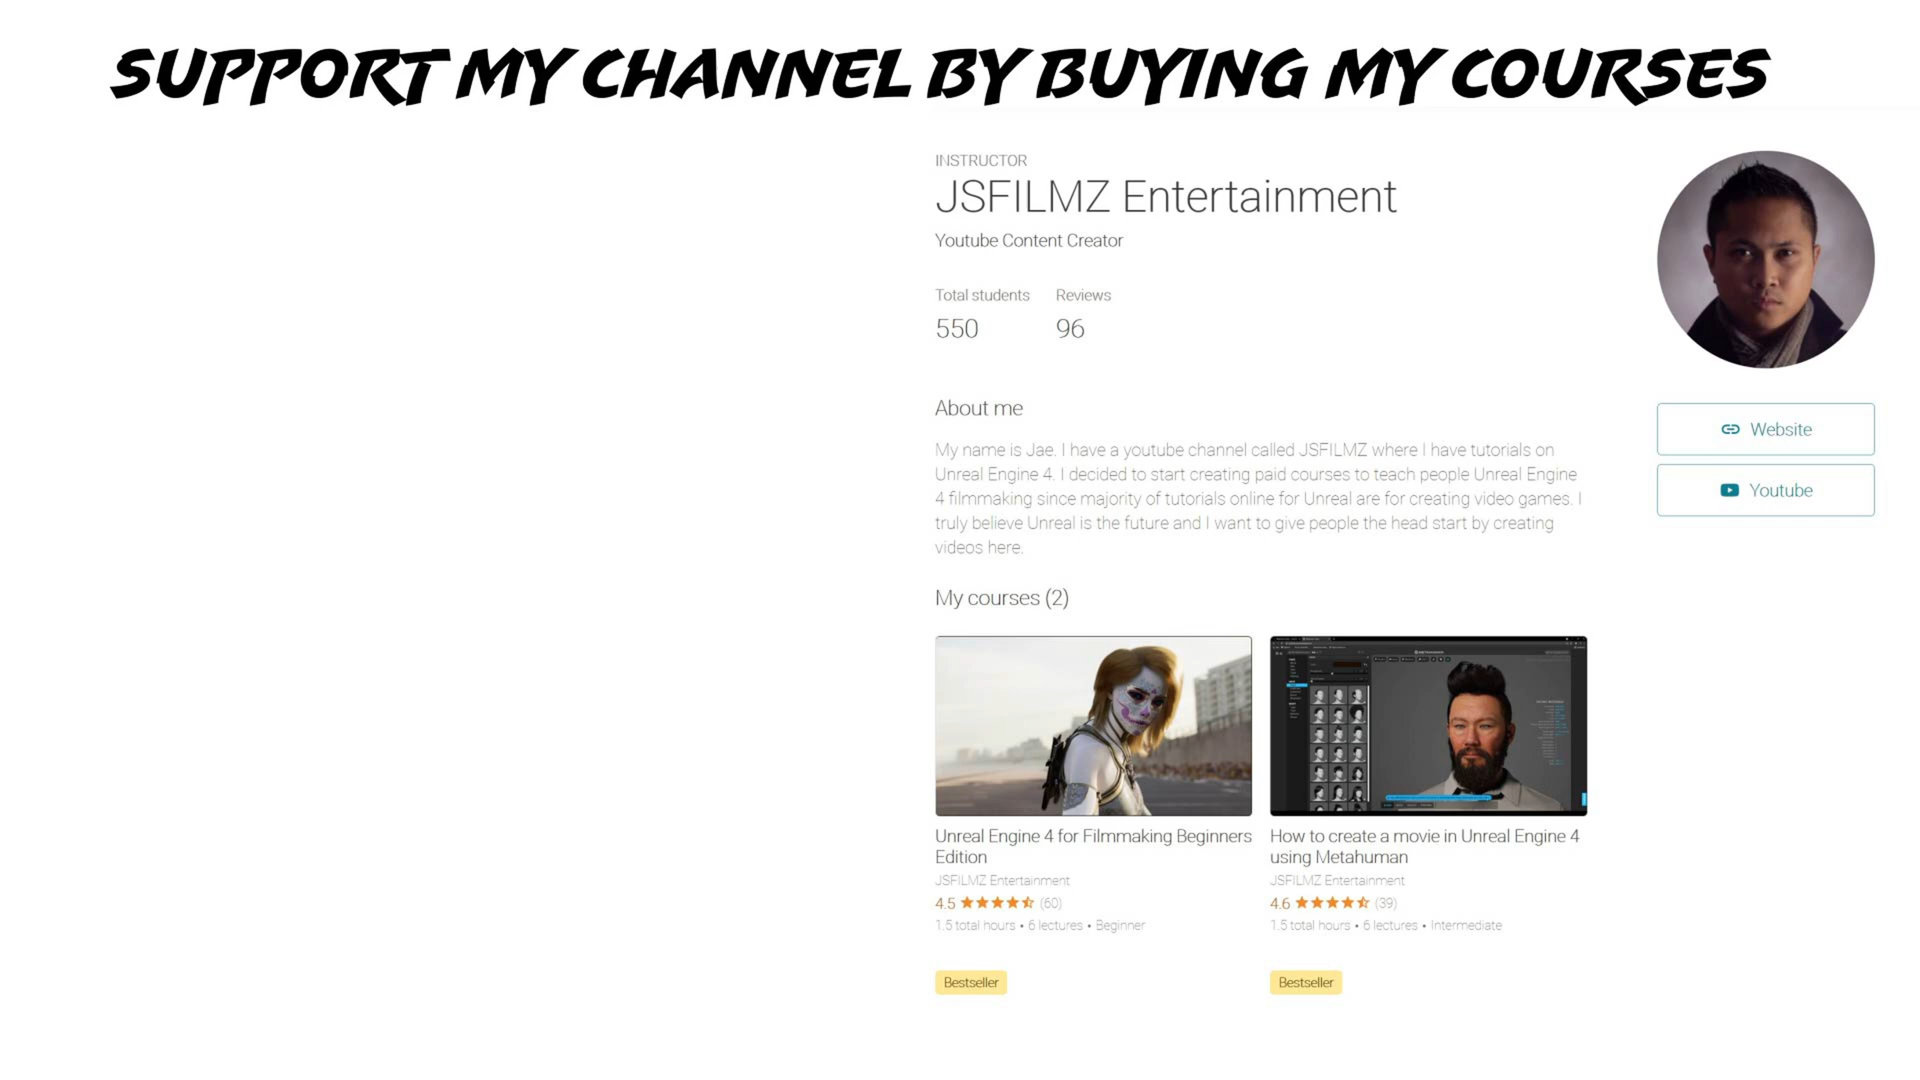 SUPPORT MY CHANNEL BY BUYING MY COURSES
INSTRUCTOR
JSFILMZ Entertainment
Youtube Content Creator
Total students
Reviews
550
96
About me
My name is Jae. I have a youtube channel called JSFILMZ where I have tutorials on
Unreal Engine 4. I decided to start creating paid courses to teach people Unreal Engine
4 filmmaking since majority of tutorials online for Unreal are for creating video games. I
truly believe Unreal is the future and I want to give people the head start by creating
videos here.
Website
Youtube
My courses (2)
Unreal Engine 4 for Filmmaking Beginners
Edition
JSFILMZ Entertainment
4.5 (60)
1.5 total hours • 6 lectures • Beginner
Bestseller
How to create a movie in Unreal Engine 4
using Metahuman
JSFILMZ Entertainment
4.6 (39)
1.5 total hours • 6 lectures • Intermediate
Bestseller